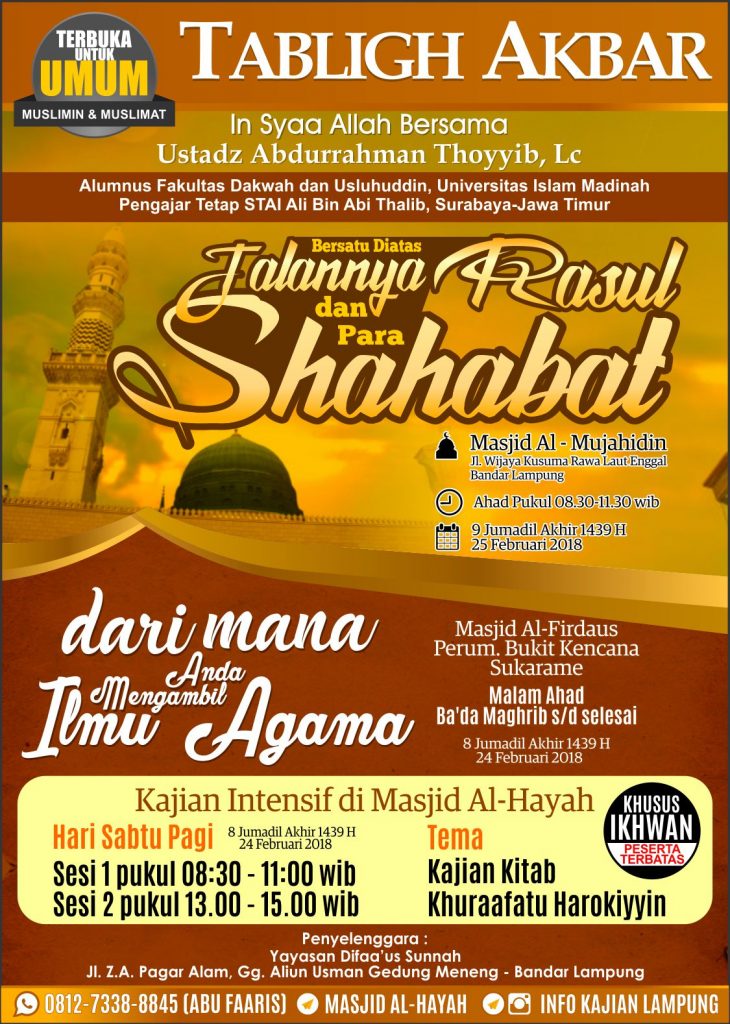 TERBUKA
UNTUK
UMUM
MUSLIMIN & MUSLIMAT
TABLIGH AKBAR
In Syaa Allah Bersama
Ustadz Abdurrahman Thoyyib, Lc
Alumnus Fakultas Dakwah dan Usluhuddin, Universitas Islam Madinah
Pengajar Tetap STAI Ali Bin Abi Thalib, Surabaya-Jawa Timur
Bersatu Diatas
Jalannya Rasul
dan
Para
Shahabat
Masjid Al - Mujahidin
Jl. Wijaya Kusuma Rawa Laut Enggal
Bandar Lampung
Ahad Pukul 08.30-11.30 wib
9 Jumadil Akhir 1439 H
25 Februari 2018
dari mana
Anda
Mengambil
Ilmu Agama
Masjid Al-Firdaus
Perum. Bukit Kencana
Sukarame
Malam Ahad
Ba'da Maghrib s/d selesai
8 Jumadil Akhir 1439 H
24 Februari 2018
Kajian Intensif di Masjid Al-Hayah
KHUSUS
IKHWAN
PESERTA
TERBATAS
Hari Sabtu Pagi
8 Jumadil Akhir 1439 H
24 Februari 2018
Sesi 1 pukul 08:30 - 11:00 wib
Sesi 2 pukul 13.00 - 15.00 wib
Tema
Kajian Kitab
Khuraafatu Harokiyyin
Penyelenggara :
Yayasan Difaa'us Sunnah
Jl. Z.A. Pagar Alam, Gg. Aliun Usman Gedung Meneng - Bandar Lampung
0812-7338-8845 (ABU FAARIS) MASJID AL-HAYAH INFO KAJIAN LAMPUNG